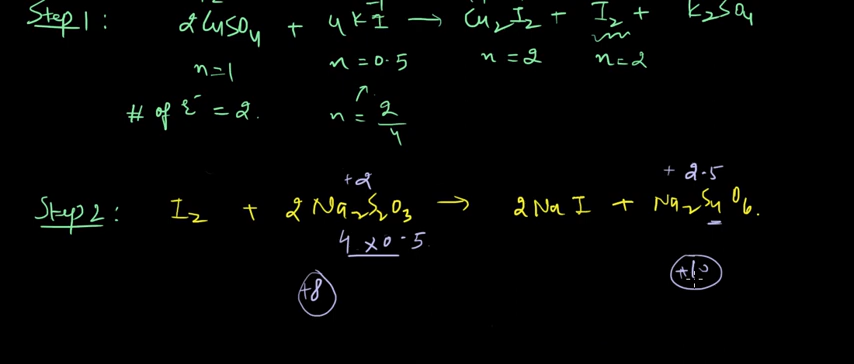 Step 1 : 2CuSO4 + 4KI → Cu2I2 + I2 + K2SO4
-1
n=1 n=0.5 n=2 n=2
# of e⁻ = 2. n = 2/4
+2 +2.5
Step 2 : I2 + 2Na2S2O3 → 2NaI + Na2S4O6.
4 x 0.5
+8 +10